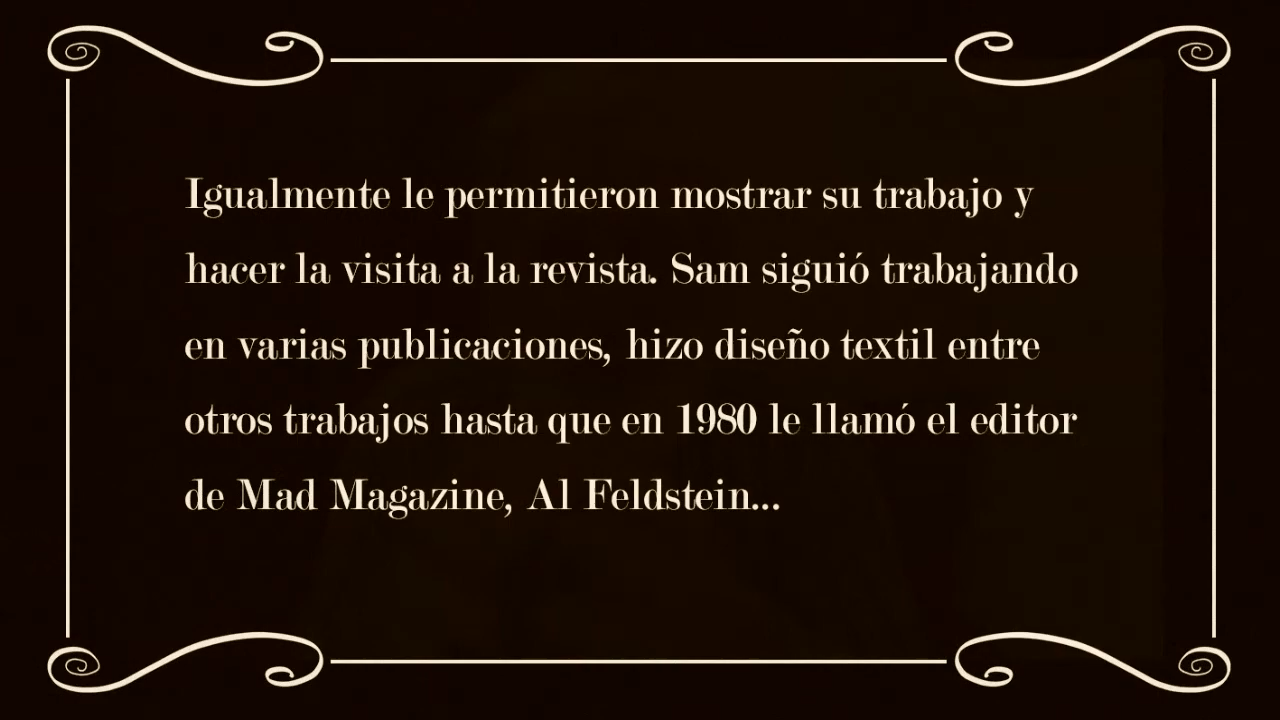 Igualmente le permitieron mostrar su trabajo y
hacer la visita a la revista. Sam siguió trabajando
en varias publicaciones, hizo diseño textil entre
otros trabajos hasta que en 1980 le llamó el editor
de Mad Magazine, Al Feldstein...